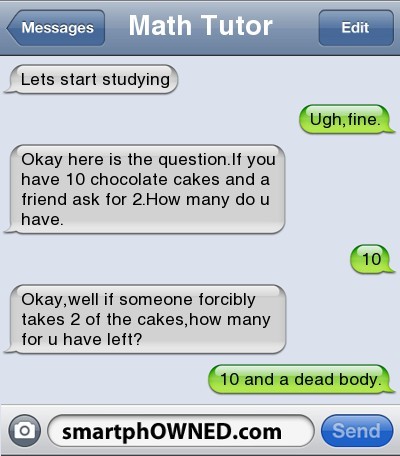 Messages
Math Tutor
Edit
Lets start studying
Ugh,fine.
Okay here is the question.If you
have 10 chocolate cakes and a
friend ask for 2.How many do u
have.
10
Okay,well if someone forcibly
takes 2 of the cakes,how many
for u have left?
10 and a dead body.
smartphOWNED.com
Send